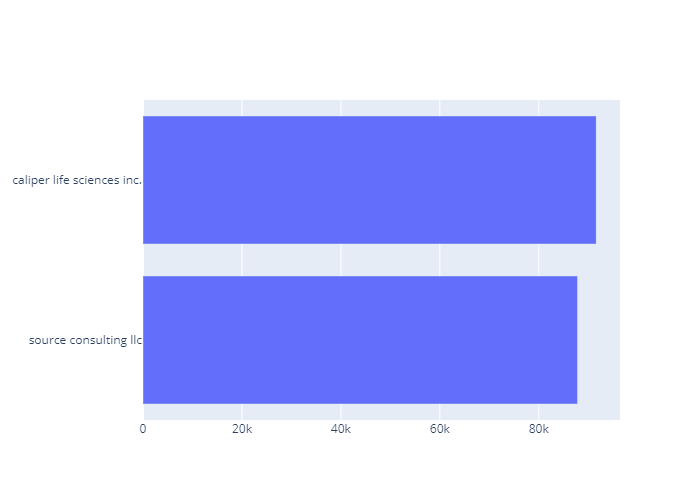 caliper life sciences inc.
source consulting llc
0 20k 40k 60k 80k